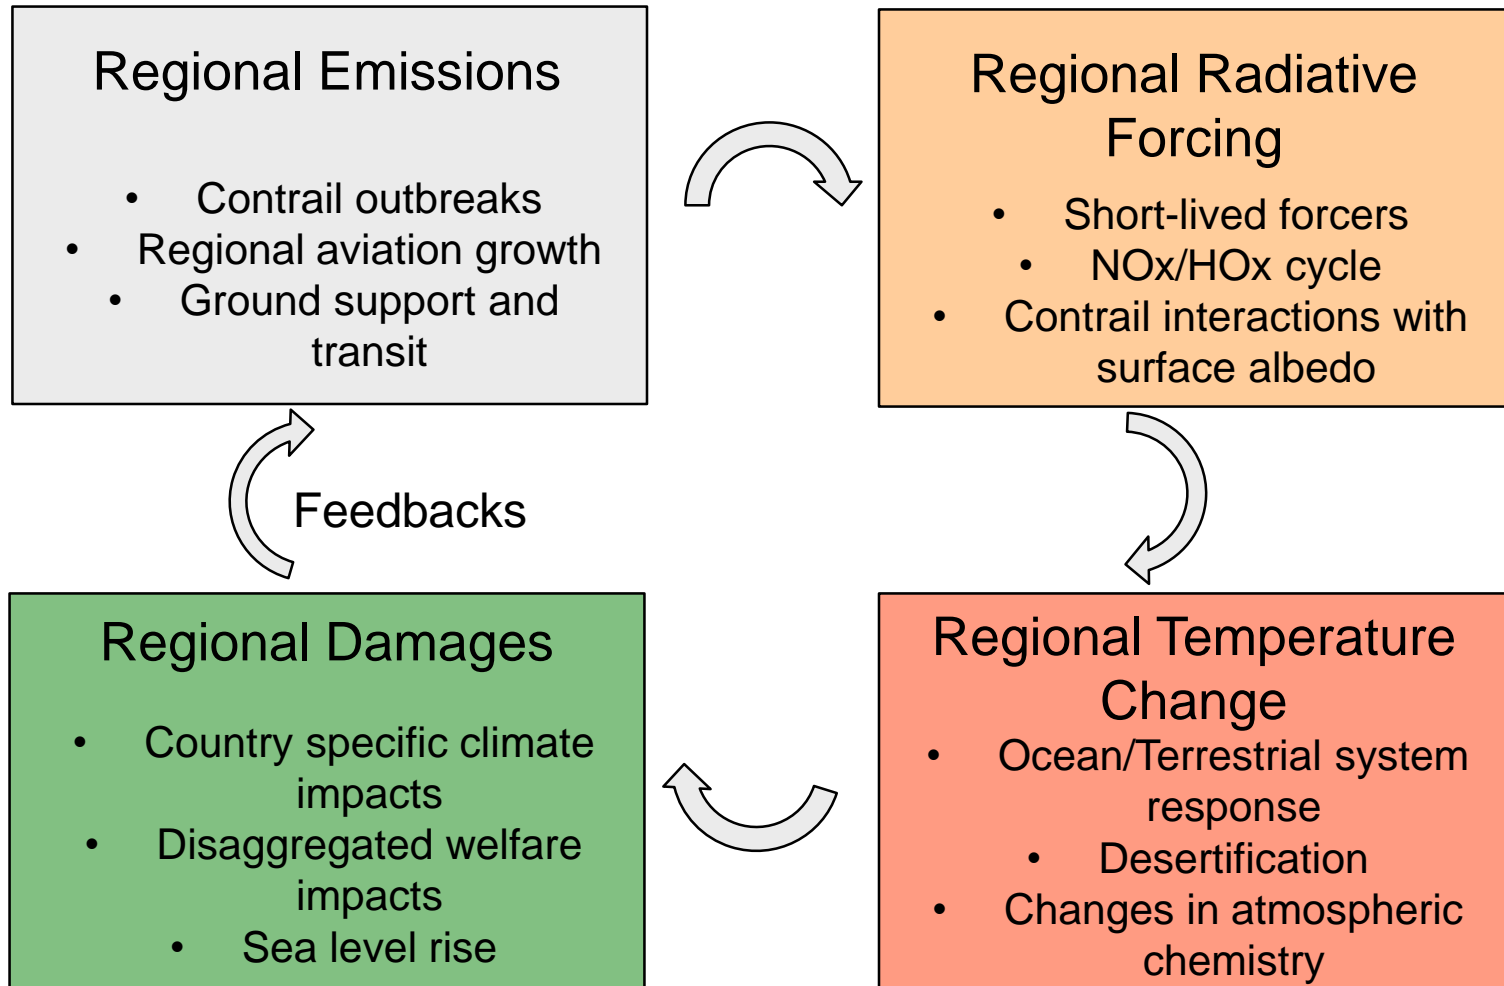 Regional Emissions
• Contrail outbreaks
• Regional aviation growth
• Ground support and
transit
Regional Radiative
Forcing
• Short-lived forcers
• NOx/HOx cycle
• Contrail interactions with
surface albedo
Feedbacks
Regional Damages
• Country specific climate
impacts
• Disaggregated welfare
impacts
• Sea level rise
Regional Temperature
Change
• Ocean/Terrestrial system
response
• Desertification
• Changes in atmospheric
chemistry